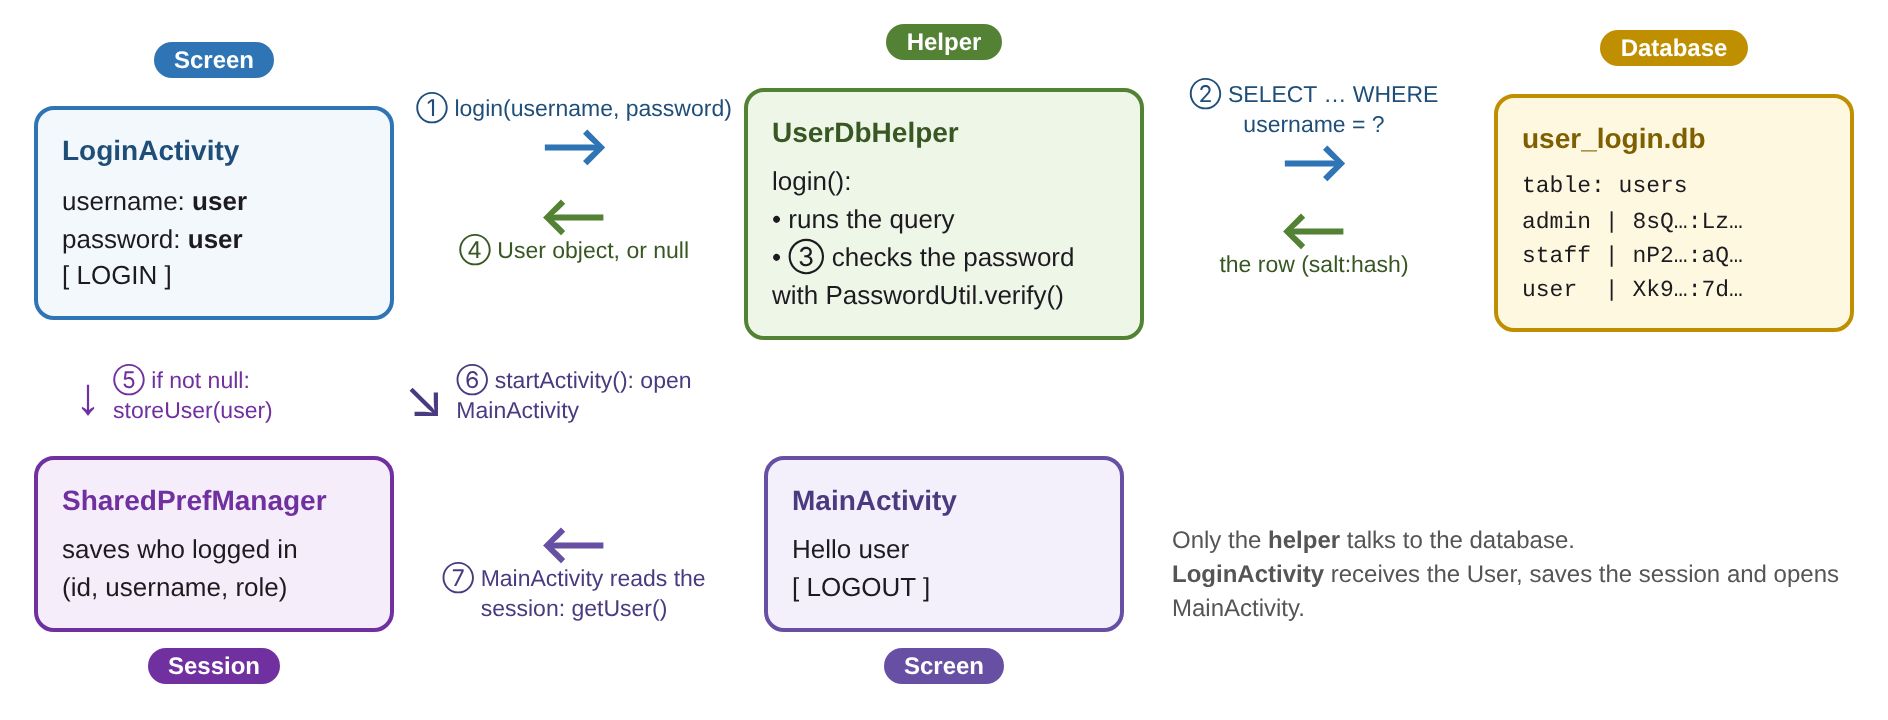 Screen
Helper
Database
① login(username, password)
② SELECT … WHERE
username = ?
LoginActivity
username: user
password: user
[ LOGIN ]
④ User object, or null
UserDbHelper
login():
• runs the query
• ③ checks the password
with PasswordUtil.verify()
the row (salt:hash)
user_login.db
table: users
admin | 8sQ…:Lz…
staff | nP2…:aQ…
user  | Xk9…:7d…
⑤ if not null:
storeUser(user)
⑥ startActivity(): open
MainActivity
SharedPrefManager
saves who logged in
(id, username, role)
⑦ MainActivity reads the
session: getUser()
MainActivity
Hello user
[ LOGOUT ]
Only the helper talks to the database.
LoginActivity receives the User, saves the session and opens
MainActivity.
Session
Screen